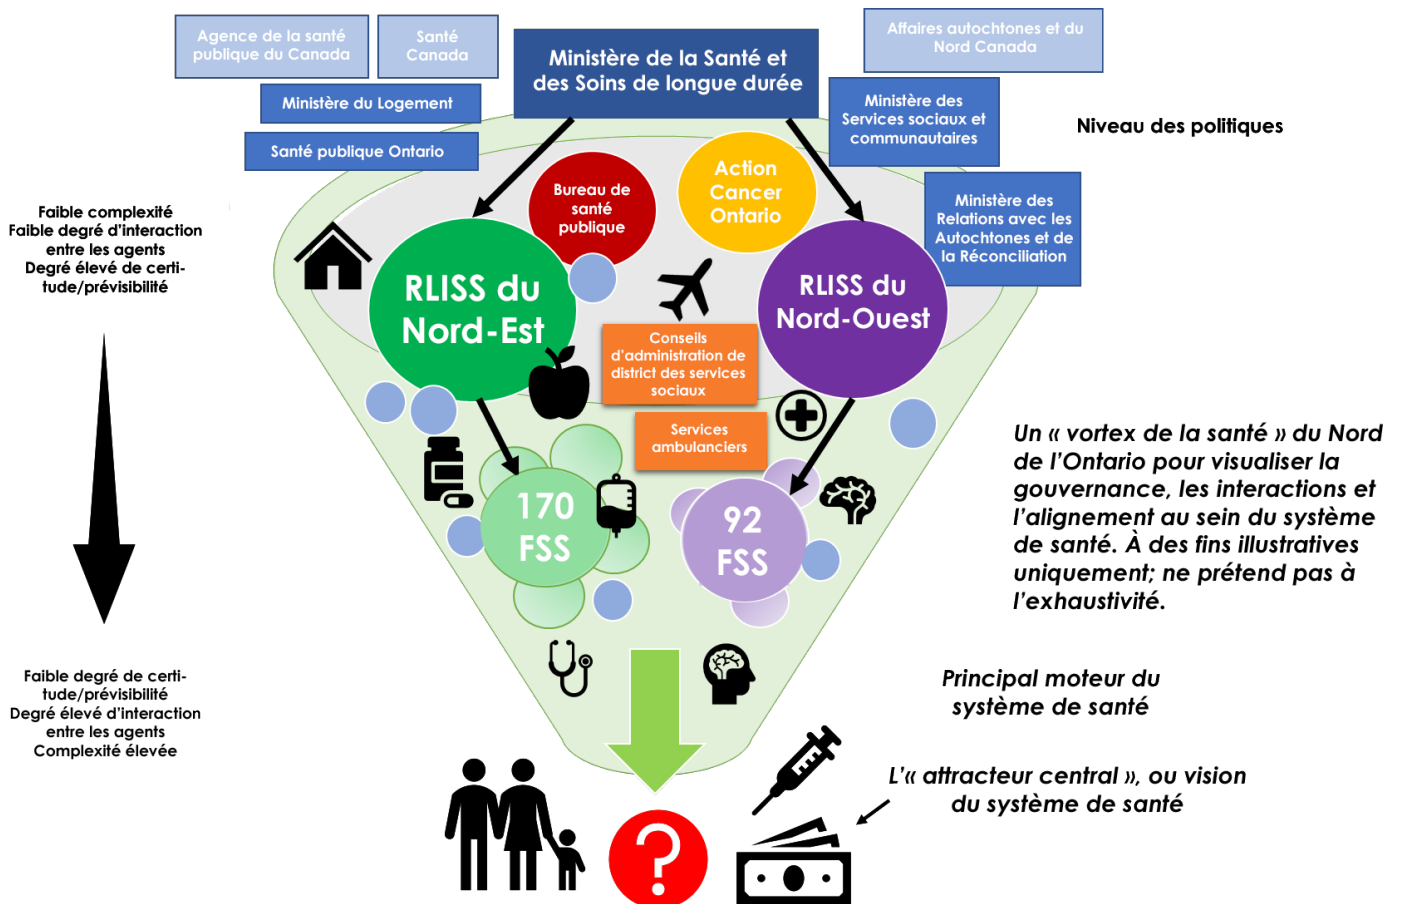 Agence de la santé
publique du Canada
Santé
Canada
Ministère de la Santé et
des Soins de longue durée
Affaires autochtones et du
Nord Canada
Ministère du Logement
Ministère des
Services sociaux et
communautaires
Niveau des politiques
Santé publique Ontario
Bureau de
santé
publique
Action
Cancer
Ontario
Ministère des
Relations avec les
Autochtones et de
la Réconciliation
Faible complexité
Faible degré d'interaction
entre les agents
Degré élevé de certi-
tude/prévisibilité
RLISS du
Nord-Est
RLISS du
Nord-Ouest
Conseils
d'administration de
district des services
sociaux
Services
ambulanciers
Un « vortex de la santé » du Nord
de l'Ontario pour visualiser la
gouvernance, les interactions et
l'alignement au sein du système
de santé. À des fins illustratives
uniquement; ne prétend pas à
l'exhaustivité.
170
FSS
92
FSS
Faible degré de certi-
tude/prévisibilité
Degré élevé d'interaction
entre les agents
Complexité élevée
Principal moteur du
système de santé
L'« attracteur central », ou vision
du système de santé
?